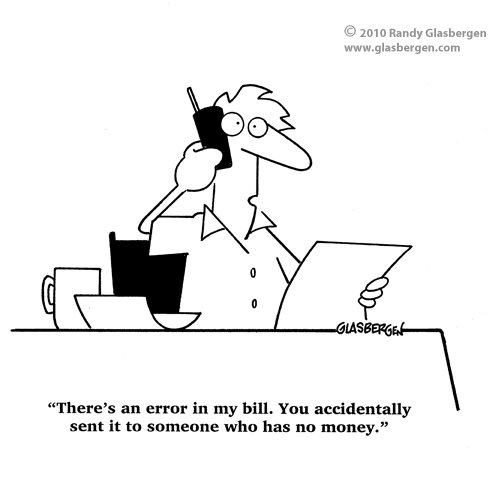 © 2010 Randy Glasbergen
www.glasbergen.com
GLASBERGEN
“There’s an error in my bill. You accidentally
sent it to someone who has no money.”